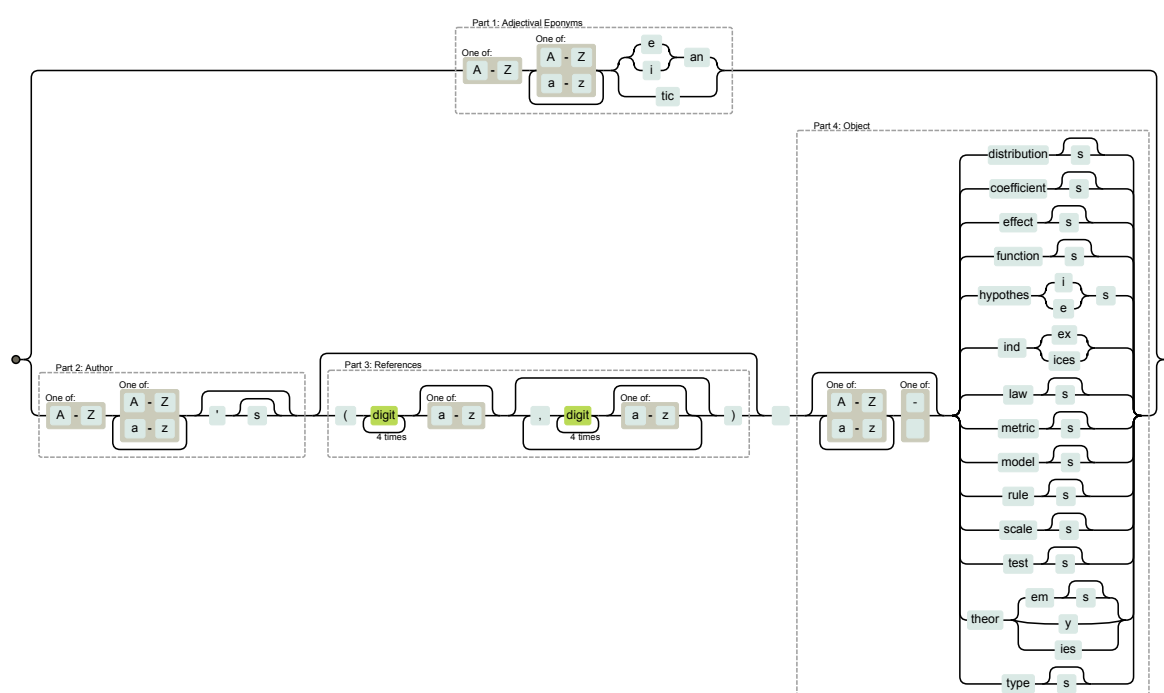 Part 1: Adjectival Eponyms
One of:
A - Z
One of:
A - Z
a - z
e
i
an
tic
Part 2: Author
One of:
A - Z
One of:
A - Z
a - z
'
s
Part 3: References
(
digit
4 times
One of:
a - z
,
digit
4 times
One of:
a - z
)
Part 4: Object
One of:
A - Z
a - z
One of:
-
distribution s
coefficient s
effect s
function s
hypothes i e s
ind ex ices
law s
metric s
model s
rule s
scale s
test s
theor em s
y
ies
type s